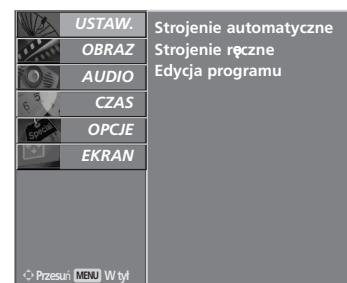 USTAW.
OBRAZ
AUDIO
CZAS
OPCJE
EKRAN
Strojenie automatyczne
Strojenie ręczne
Edycja programu
Przesuń MENU W tył